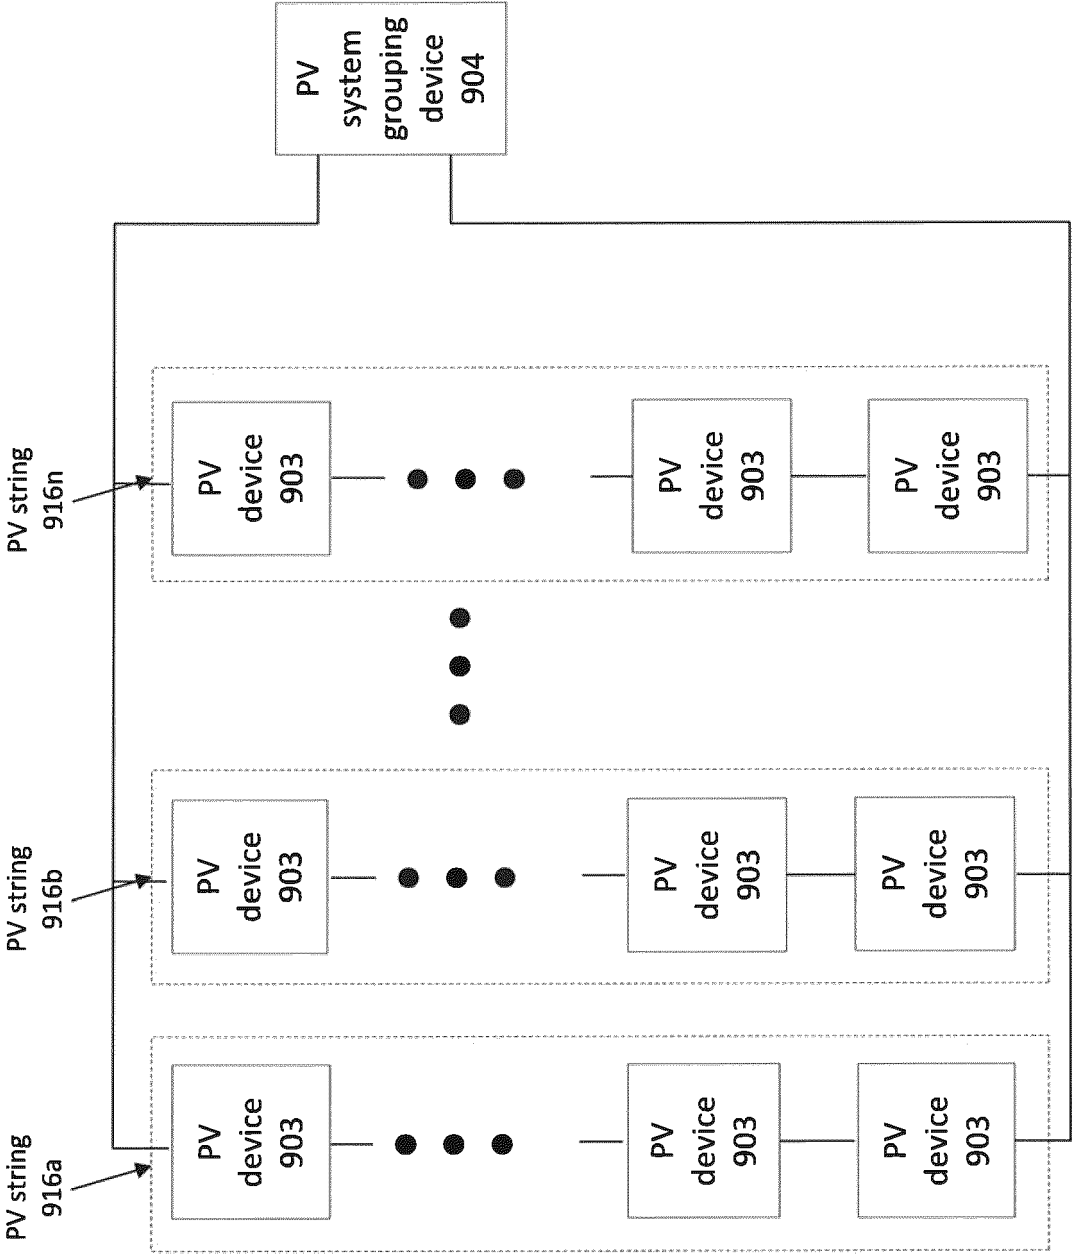 PV string
916a
PV string
916b
PV string
916n
PV
device
903
PV
device
903
PV
device
903
PV
system
grouping
device
904
PV
device
903
PV
device
903
PV
device
903
PV
device
903
PV
device
903
PV
device
903